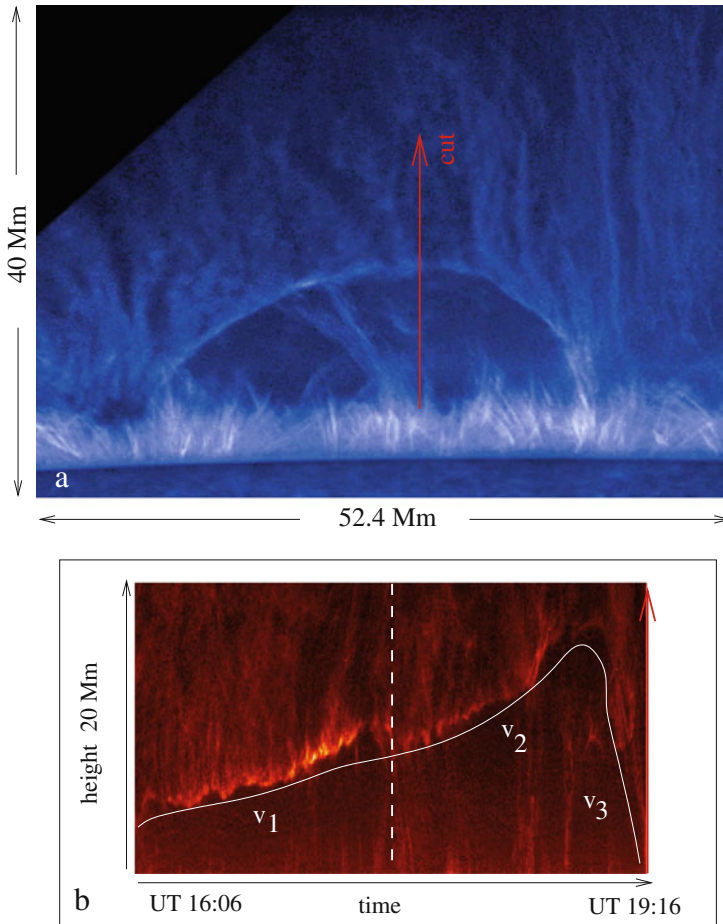 40 Mm
cut
a
52.4 Mm
height 20 Mm
v1
v2
v3
b
UT 16:06
time
UT 19:16